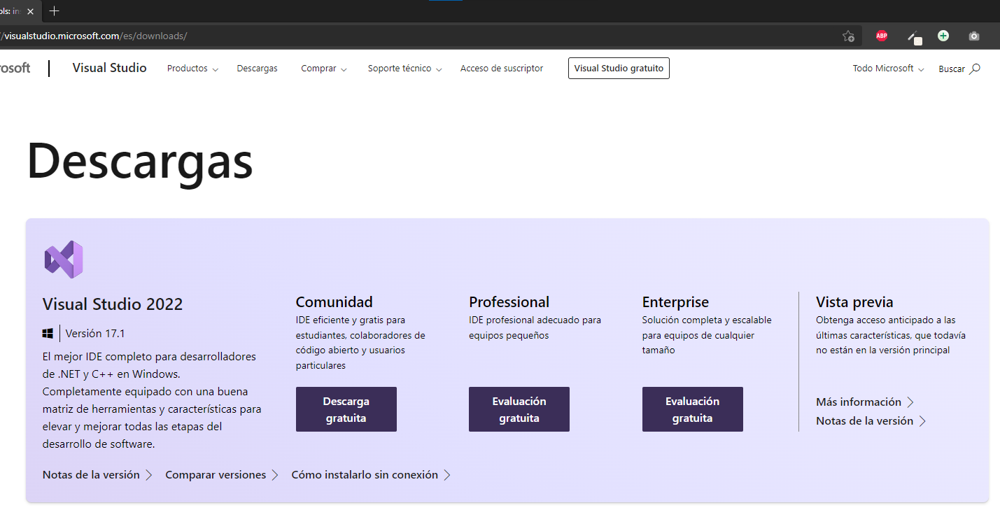 ols: in
/visualstudio.microsoft.com/es/downloads/
ABP
rosoft
Visual Studio
Productos
Descargas
Comprar
Soporte técnico
Acceso de suscriptor
Visual Studio gratuito
Todo Microsoft
Buscar
Descargas
Visual Studio 2022
Versión 17.1
El mejor IDE completo para desarrolladores
de .NET y C++ en Windows.
Completamente equipado con una buena
matriz de herramientas y características para
elevar y mejorar todas las etapas del
desarrollo de software.
Comunidad
IDE eficiente y gratis para
estudiantes, colaboradores de
código abierto y usuarios
particulares
Descarga
gratuita
Professional
IDE profesional adecuado para
equipos pequeños
Evaluación
gratuita
Enterprise
Solución completa y escalable
para equipos de cualquier
tamaño
Evaluación
gratuita
Vista previa
Obtenga acceso anticipado a las
últimas características, que todavía
no están en la versión principal
Más información
Notas de la versión
Notas de la versión
Comparar versiones
Cómo instalarlo sin conexión